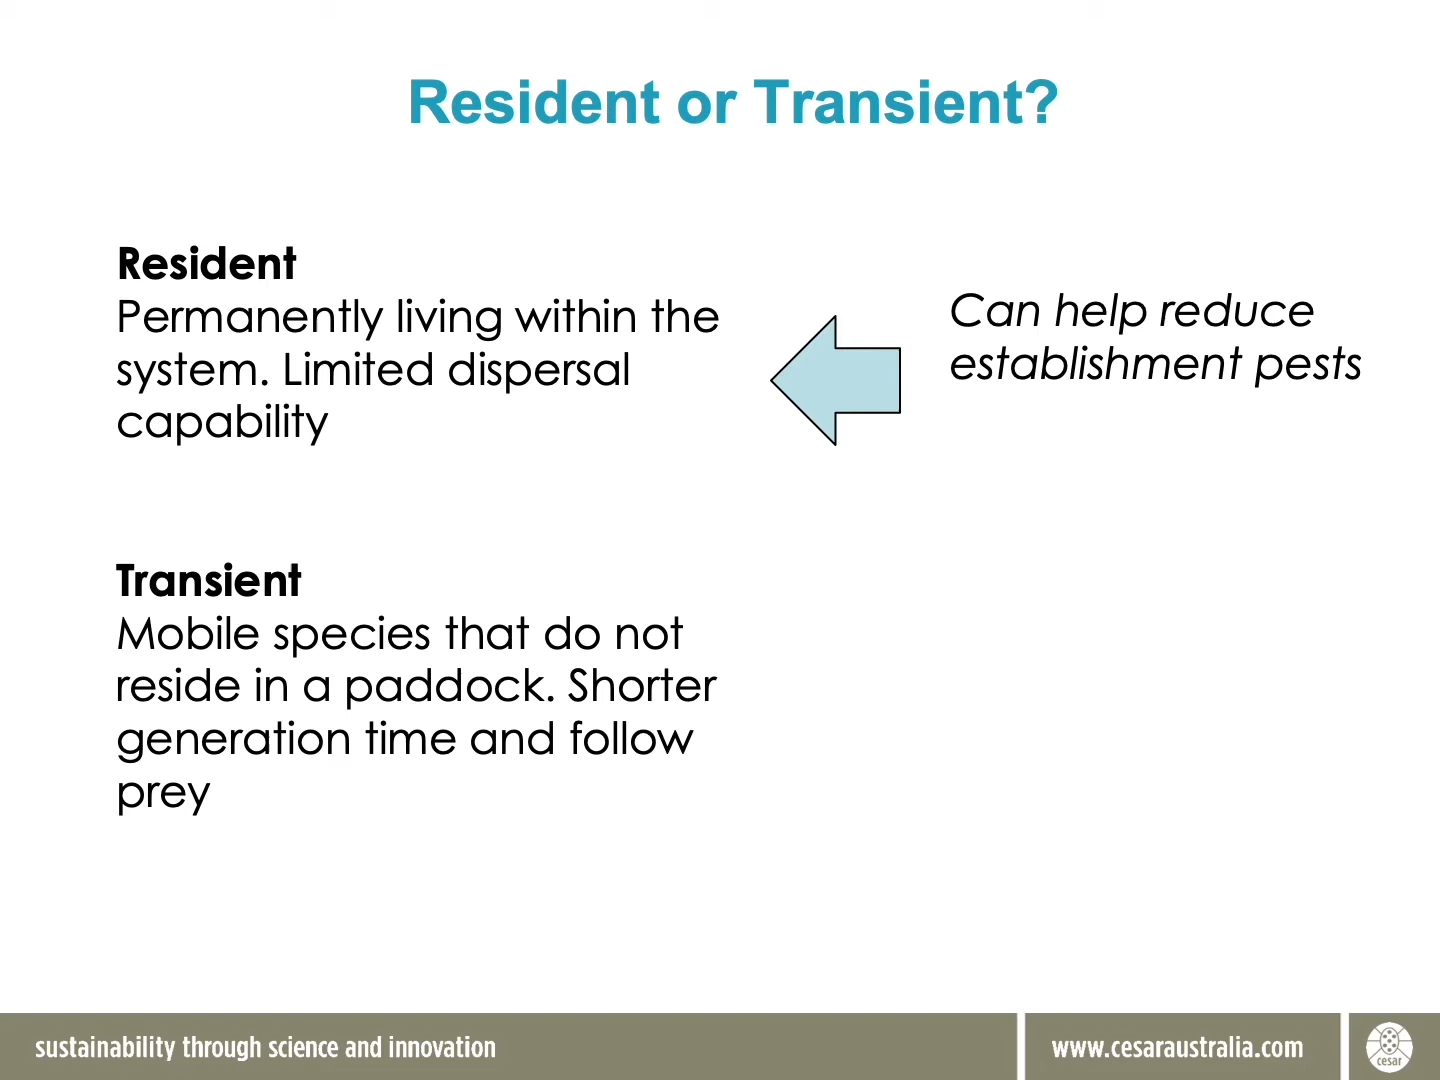 Resident or Transient?
Resident
Permanently living within the
system. Limited dispersal
capability
Can help reduce
establishment pests
Transient
Mobile species that do not
reside in a paddock. Shorter
generation time and follow
prey
sustainability through science and innovation
www.cesaraustralia.com
cesar